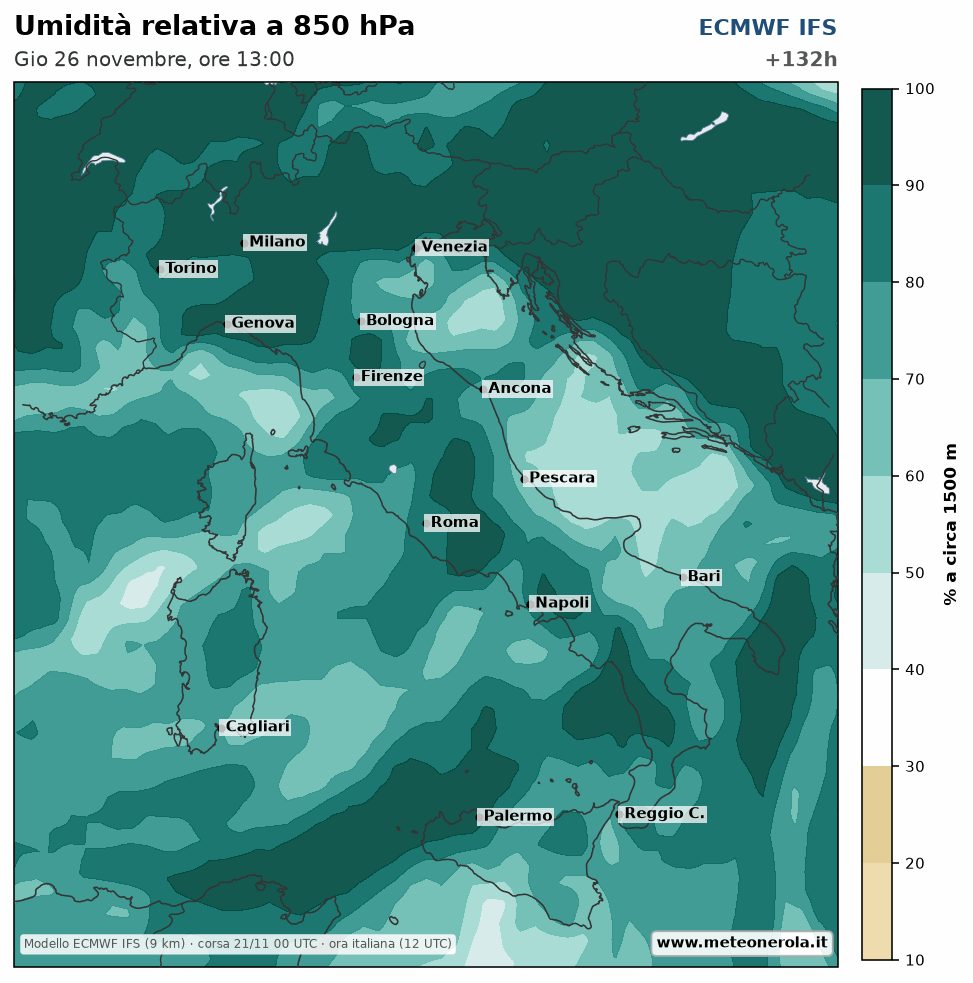 Umidità relativa a 850 hPa
ECMWF IFS
Gio 26 novembre, ore 13:00
+132h
Milano
Venezia
Torino
Genova
Bologna
Firenze
Ancona
Pescara
Roma
Bari
Napoli
Cagliari
Palermo
Reggio C.
100
90
80
70
60
50
40
30
20
10
% a circa 1500 m
Modello ECMWF IFS (9 km) · corsa 21/11 00 UTC · ora italiana (12 UTC)
www.meteonerola.it